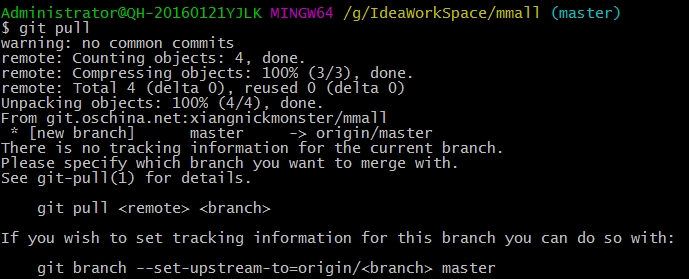 Administrator@QH-20160121YJLK MINGW64 /g/IdeaWorkSpace/mmall (master)
$ git pull
warning: no common commits
remote: Counting objects: 4, done.
remote: Compressing objects: 100% (3/3), done.
remote: Total 4 (delta 0), reused 0 (delta 0)
Unpacking objects: 100% (4/4), done.
From git.oschina.net:xiangnickmonster/mmall
 * [new branch]      master     -> origin/master
There is no tracking information for the current branch.
Please specify which branch you want to merge with.
See git-pull(1) for details.

    git pull <remote> <branch>

If you wish to set tracking information for this branch you can do so with:

    git branch --set-upstream-to=origin/<branch> master